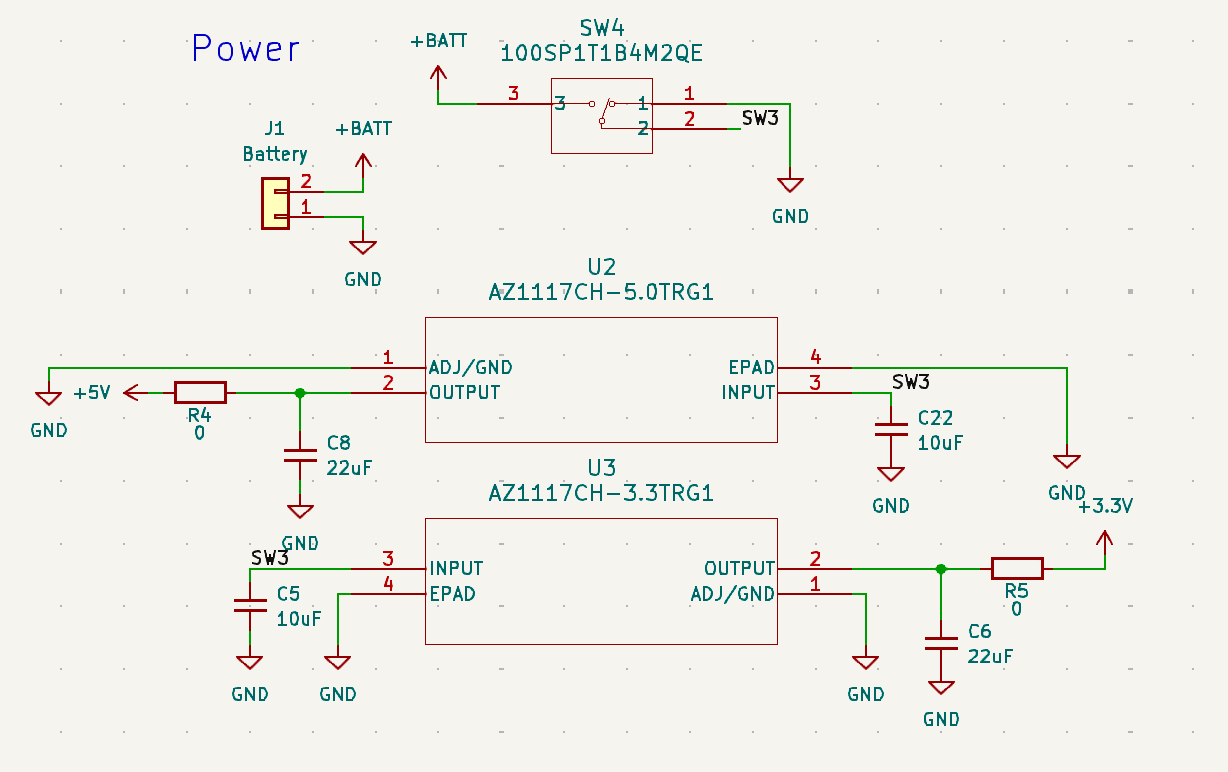 Power
+BATT
SW4
100SP1T1B4M2QE
3
3
1
1
2
2
SW3
GND
J1
Battery
+BATT
2
1
GND
U2
AZ1117CH-5.0TRG1
1
ADJ/GND
EPAD
4
2
OUTPUT
INPUT
3
SW3
+5V
R4
0
GND
C8
22uF
GND
C22
10uF
GND
GND
U3
AZ1117CH-3.3TRG1
+3.3V
SW3
3
INPUT
OUTPUT
2
4
EPAD
ADJ/GND
1
C5
10uF
GND
GND
GND
R5
0
C6
22uF
GND